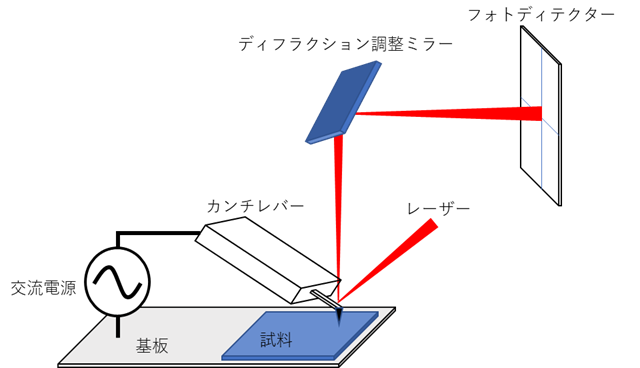 フォトディテクター
ディフラクション調整ミラー
カンチレバー
レーザー
交流電源
基板
試料